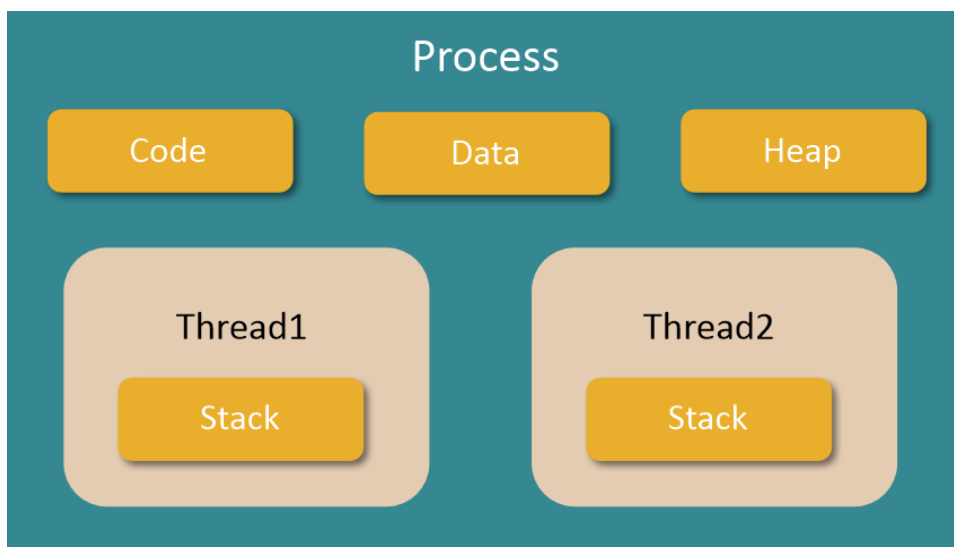 Process
Code
Data
Heap
Thread1
Thread2
Stack
Stack